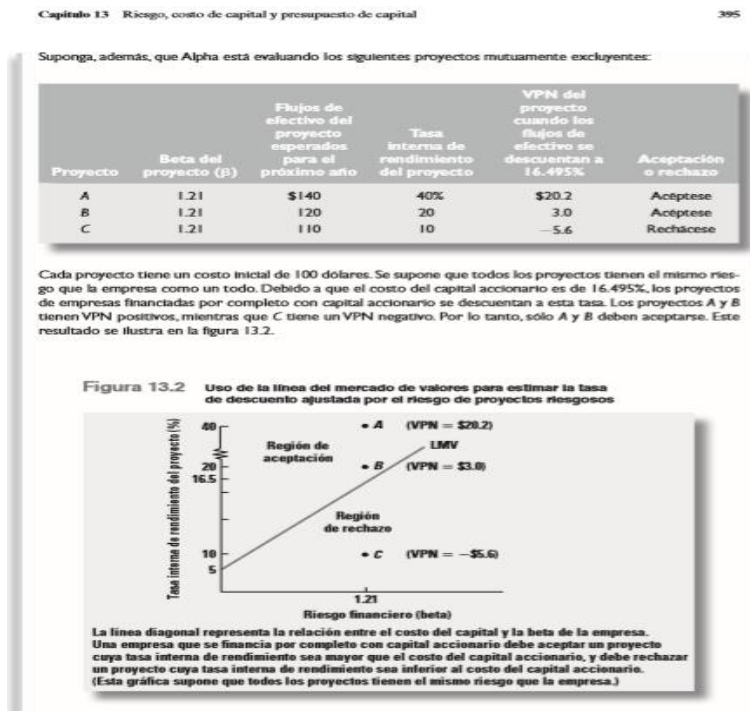 Capítulo 13 Riesgo, costo de capital y presupuesto de capital 395
Suponga, además, que Alpha está evaluando los siguientes proyectos mutuamente excluyentes:
Proyecto Beta del proyecto (β) Flujos de efectivo del proyecto esperados para el próximo año Tasa interna de rendimiento del proyecto VPN del proyecto cuando los flujos de efectivo se descuentan a 16.495% Aceptación o rechazo
A 1.21 $140 40% $20.2 Acéptese
B 1.21 120 20 3.0 Acéptese
C 1.21 110 10 −5.6 Rechácese
Cada proyecto tiene un costo inicial de 100 dólares. Se supone que todos los proyectos tienen el mismo ries-
go que la empresa como un todo. Debido a que el costo del capital accionario es de 16.495%, los proyectos
de empresas financiadas por completo con capital accionario se descuentan a esta tasa. Los proyectos A y B
tienen VPN positivos, mientras que C tiene un VPN negativo. Por lo tanto, sólo A y B deben aceptarse. Este
resultado se ilustra en la figura 13.2.
Figura 13.2 Uso de la línea del mercado de valores para estimar la tasa
de descuento ajustada por el riesgo de proyectos riesgosos
Tasa interna de rendimiento del proyecto (%)
40 A (VPN = $20.2)
Región de aceptación
LMV
20 B (VPN = $3.0)
16.5
Región
de rechazo
10 C (VPN = −$5.6)
5
1.21
Riesgo financiero (beta)
La línea diagonal representa la relación entre el costo del capital y la beta de la empresa.
Una empresa que se financia por completo con capital accionario debe aceptar un proyecto
cuya tasa interna de rendimiento sea mayor que el costo del capital accionario, y debe rechazar
un proyecto cuya tasa interna de rendimiento sea inferior al costo del capital accionario.
(Esta gráfica supone que todos los proyectos tienen el mismo riesgo que la empresa.)